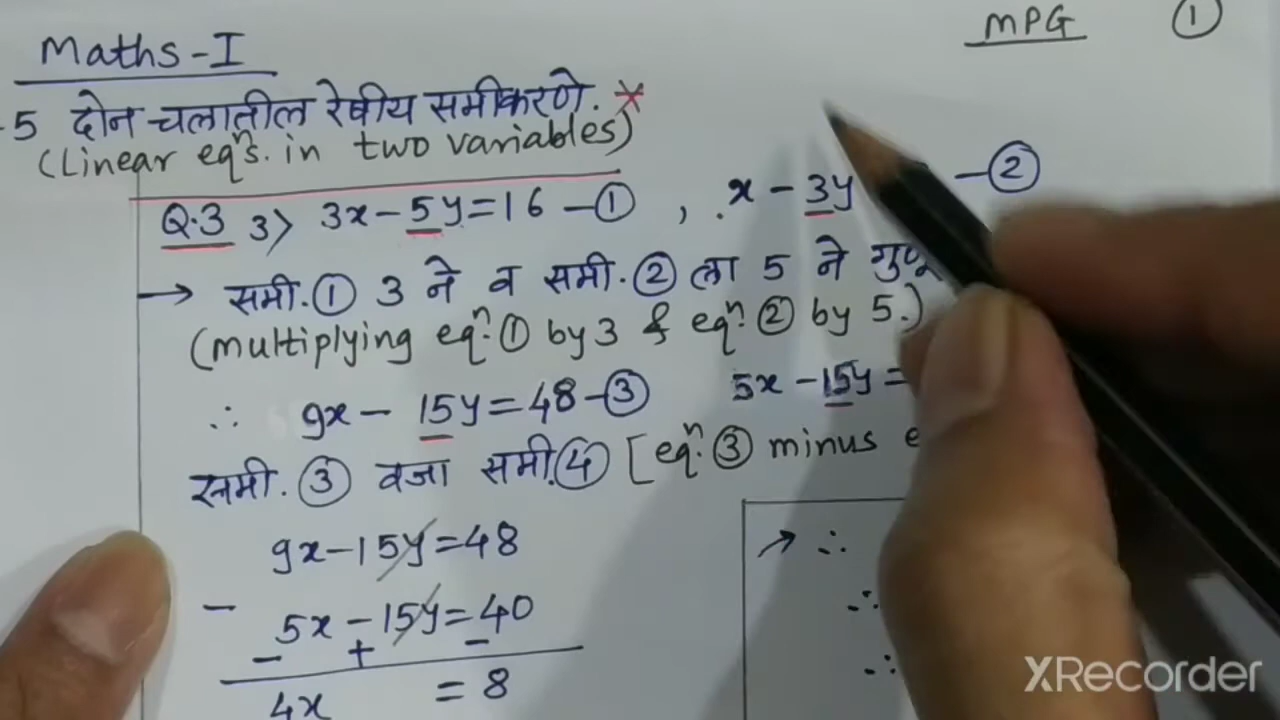 Maths-I MPG ①
5 दोन चलातील रेषीय समीकरणे. *
(Linear eqⁿs. in two variables)
Q.3 3> 3x-5y=16 -① , x-3y -②
→ समी.① 3 ने व समी.② ला 5 ने
(multiplying eqⁿ.① by 3 & eqⁿ.② by 5.)
∴ 9x - 15y=48-③ 5x-15y=
समी. ③ वजा समी.④ [eqⁿ.③ minus
9x-15y=48
- 5x-15y=40
- + -
4x = 8
→ ∴
∴
∴
XRecorder